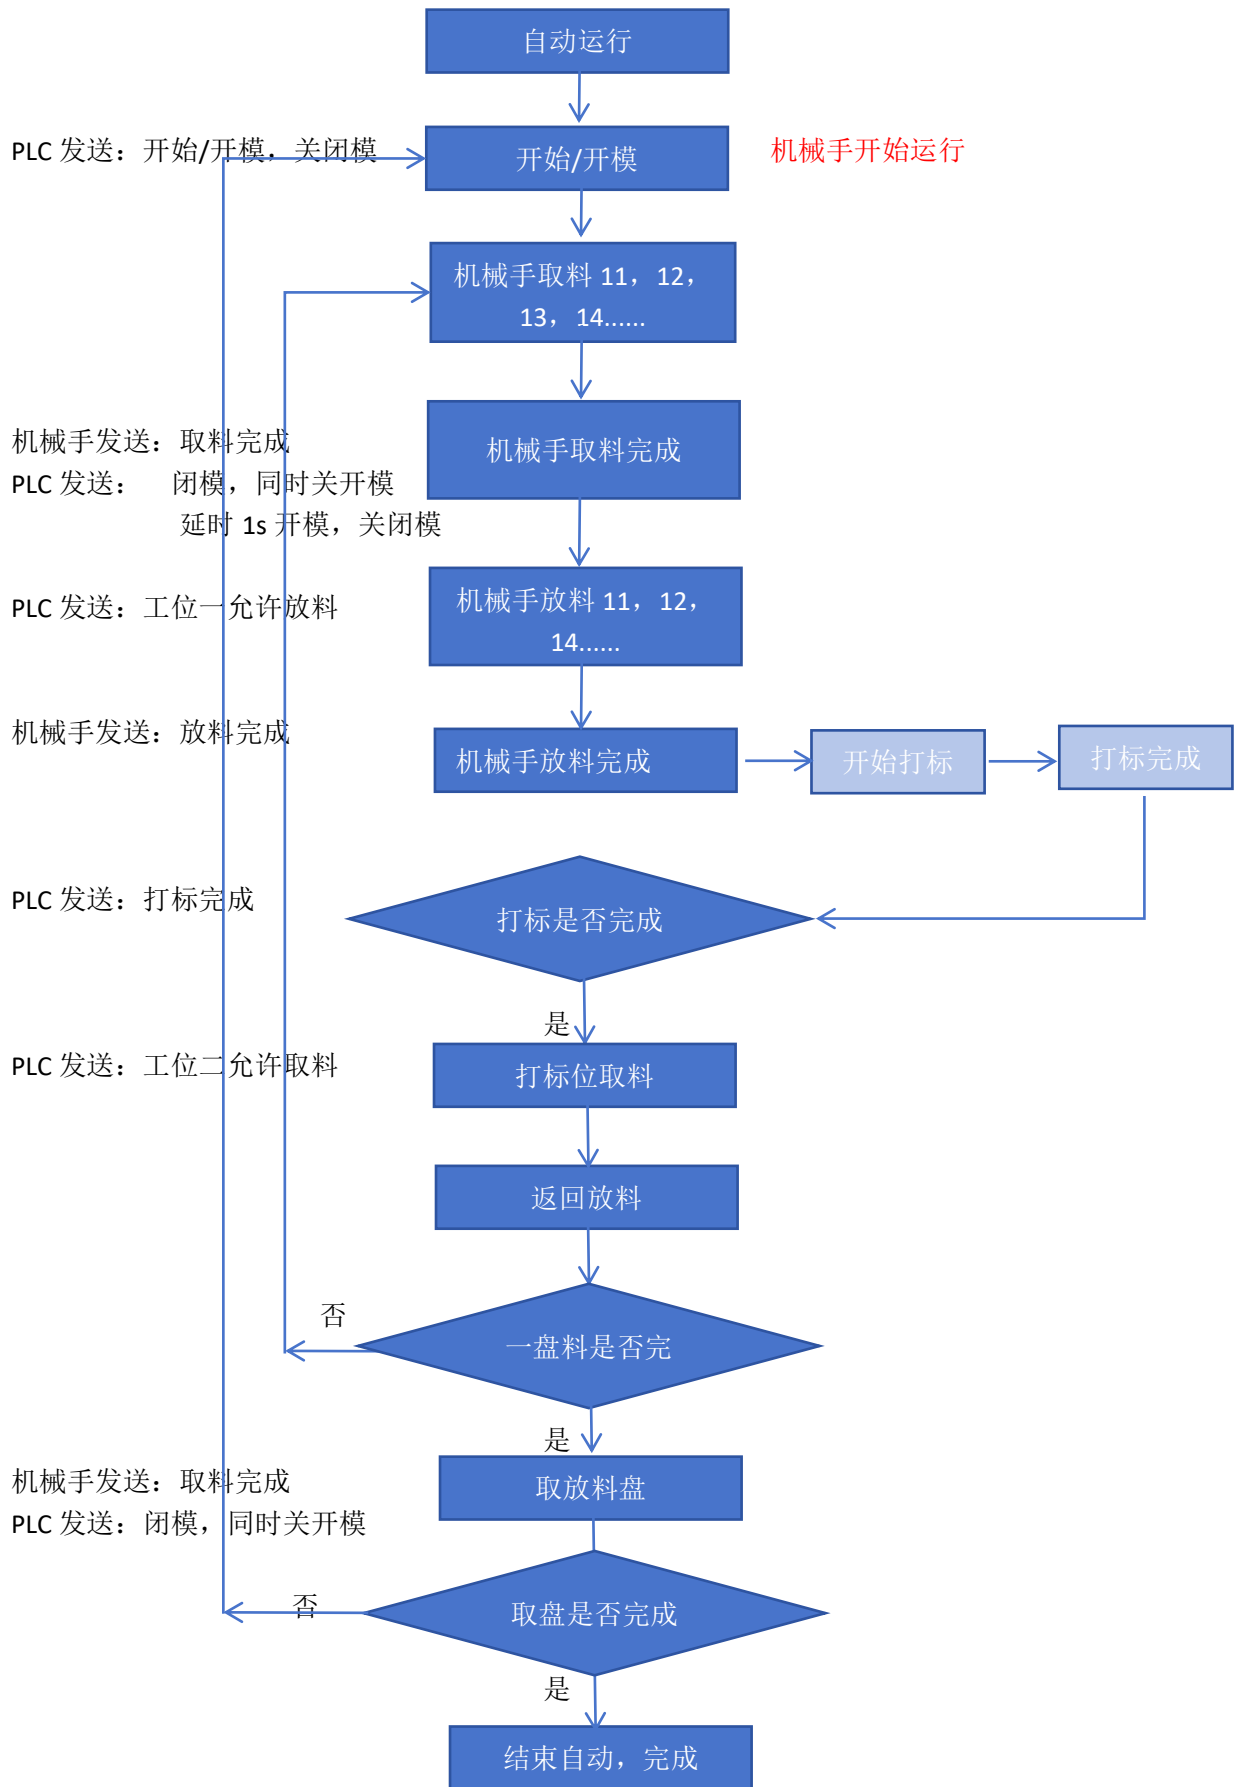 自动运行
PLC 发送：开始/开模，关闭模
开始/开模
机械手开始运行
机械手取料 11，12，
13，14......
机械手发送：取料完成
机械手取料完成
PLC 发送： 闭模，同时关开模
延时 1s 开模，关闭模
PLC 发送：工位一允许放料
机械手放料 11，12，
14......
机械手发送：放料完成
机械手放料完成
开始打标
打标完成
PLC 发送：打标完成
打标是否完成
是
PLC 发送：工位二允许取料
打标位取料
返回放料
否
一盘料是否完
是
机械手发送：取料完成
取放料盘
PLC 发送：闭模，同时关开模
否
取盘是否完成
是
结束自动，完成